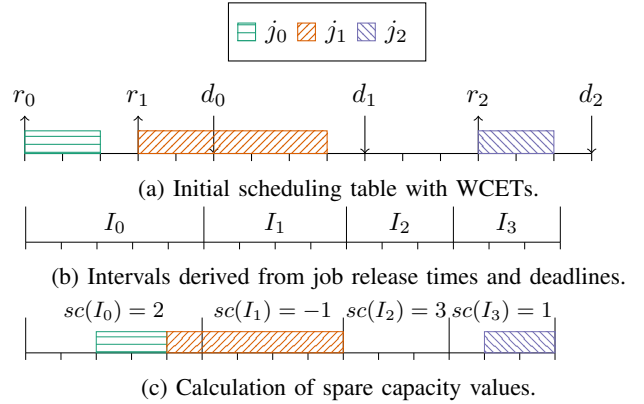 j₀ j₁ j₂
r₀ r₁ d₀ d₁ r₂ d₂
(a) Initial scheduling table with WCETs.
I₀ I₁ I₂ I₃
(b) Intervals derived from job release times and deadlines.
sc(I₀) = 2 sc(I₁) = −1 sc(I₂) = 3 sc(I₃) = 1
(c) Calculation of spare capacity values.